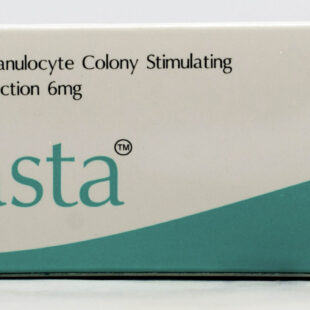 anulocyte Colony Stimulating
ction 6mg
asta™